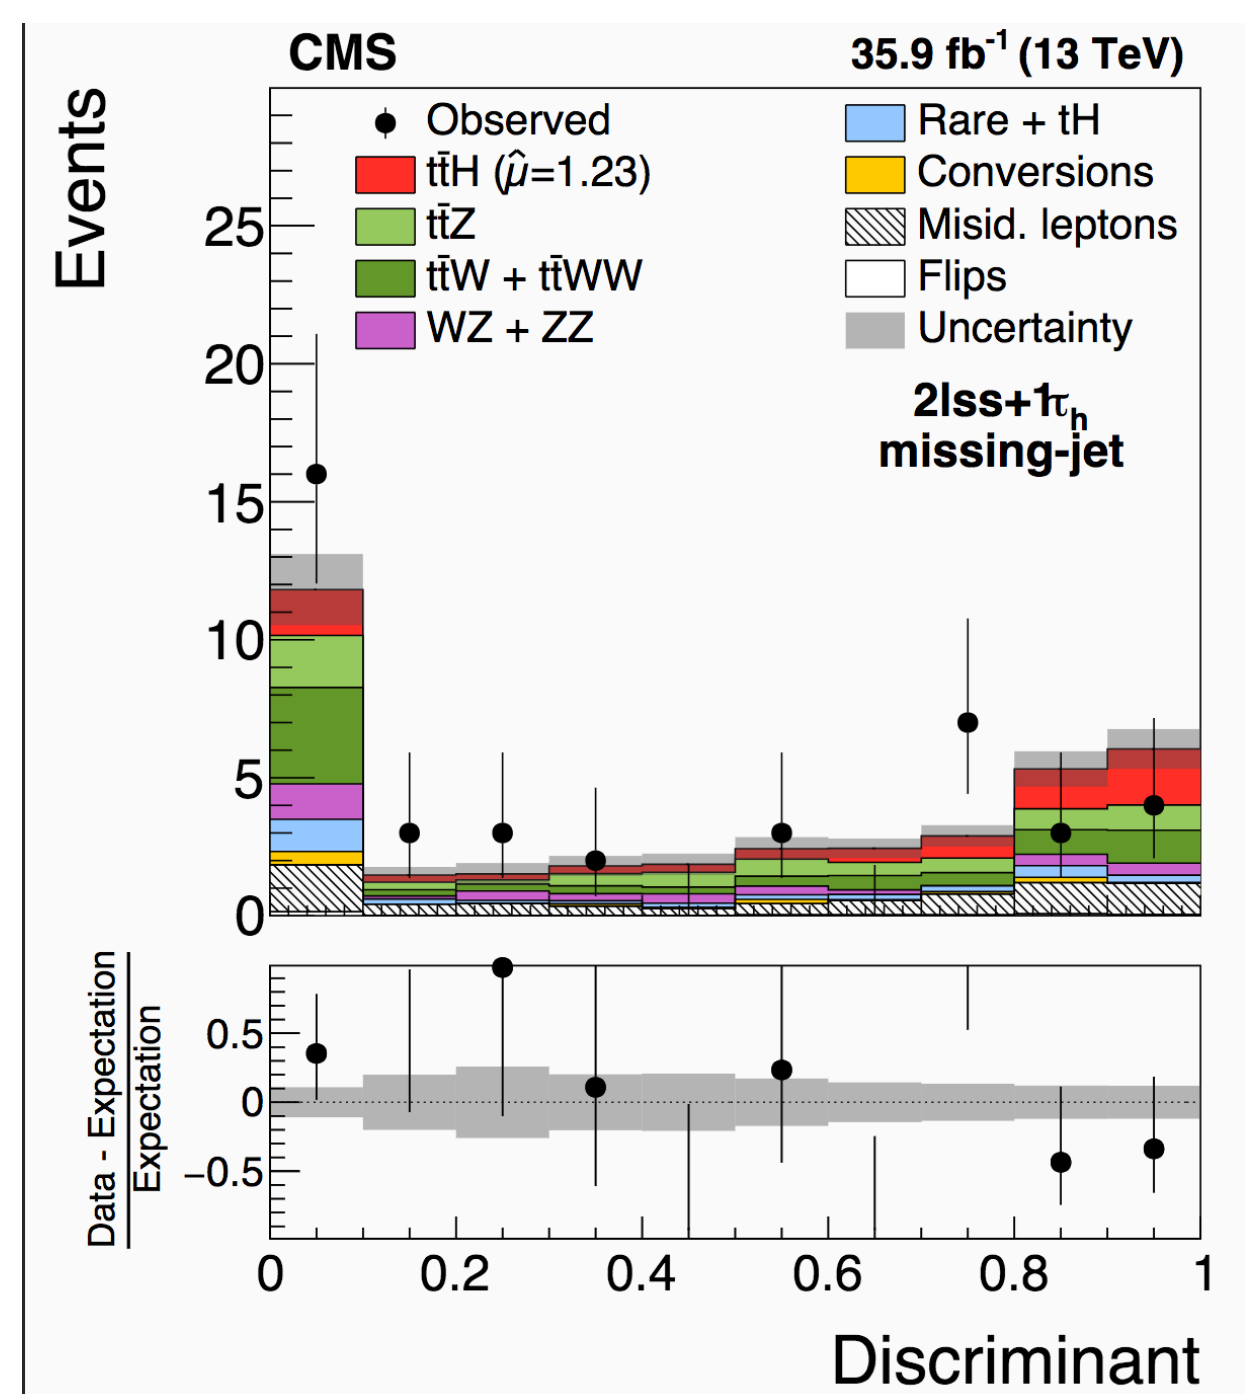 CMS 35.9 fb⁻¹ (13 TeV)
Events
Observed
tt̄H (μ̂=1.23)
tt̄Z
tt̄W + tt̄WW
WZ + ZZ
Rare + tH
Conversions
Misid. leptons
Flips
Uncertainty
2lss+1τₕ
missing-jet
25
20
15
10
5
0
Data - Expectation
Expectation
0.5
0
−0.5
0 0.2 0.4 0.6 0.8 1
Discriminant